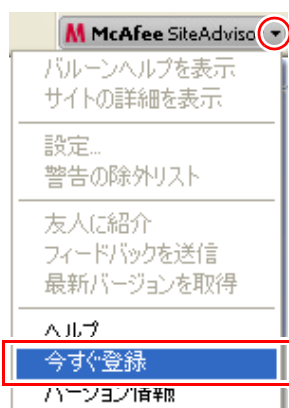 McAfee SiteAdviso
バルーンヘルプを表示
サイトの詳細を表示
設定...
警告の除外リスト
友人に紹介
フィードバックを送信
最新バージョンを取得
ヘルプ
今すぐ登録
バージョン情報